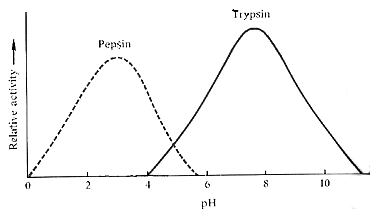 Trypsin
Pepsin
Relative activity
0 2 4 6 8 10
pH